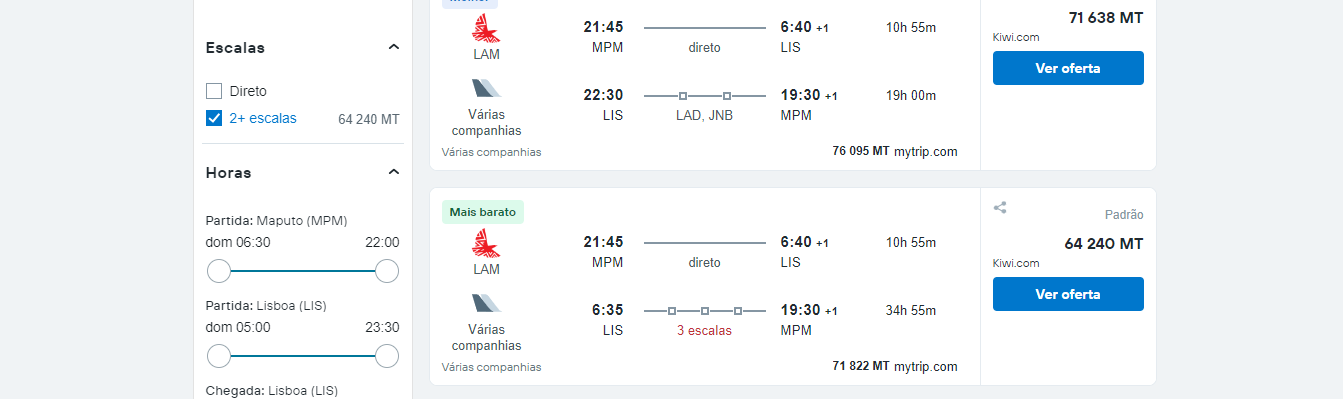 Escalas
Direto
2+ escalas 64 240 MT
Horas
Partida: Maputo (MPM)
dom 06:30 22:00
Partida: Lisboa (LIS)
dom 05:00 23:30
Chegada: Lisboa (LIS)
Melhor
LAM
21:45 6:40 +1 10h 55m
MPM direto LIS
22:30 19:30 +1 19h 00m
LIS LAD, JNB MPM
Várias
companhias
Várias companhias 76 095 MT mytrip.com
71 638 MT
Kiwi.com
Ver oferta
Mais barato
LAM
21:45 6:40 +1 10h 55m
MPM direto LIS
6:35 19:30 +1 34h 55m
LIS 3 escalas MPM
Várias
companhias
Várias companhias 71 822 MT mytrip.com
Padrão
64 240 MT
Kiwi.com
Ver oferta